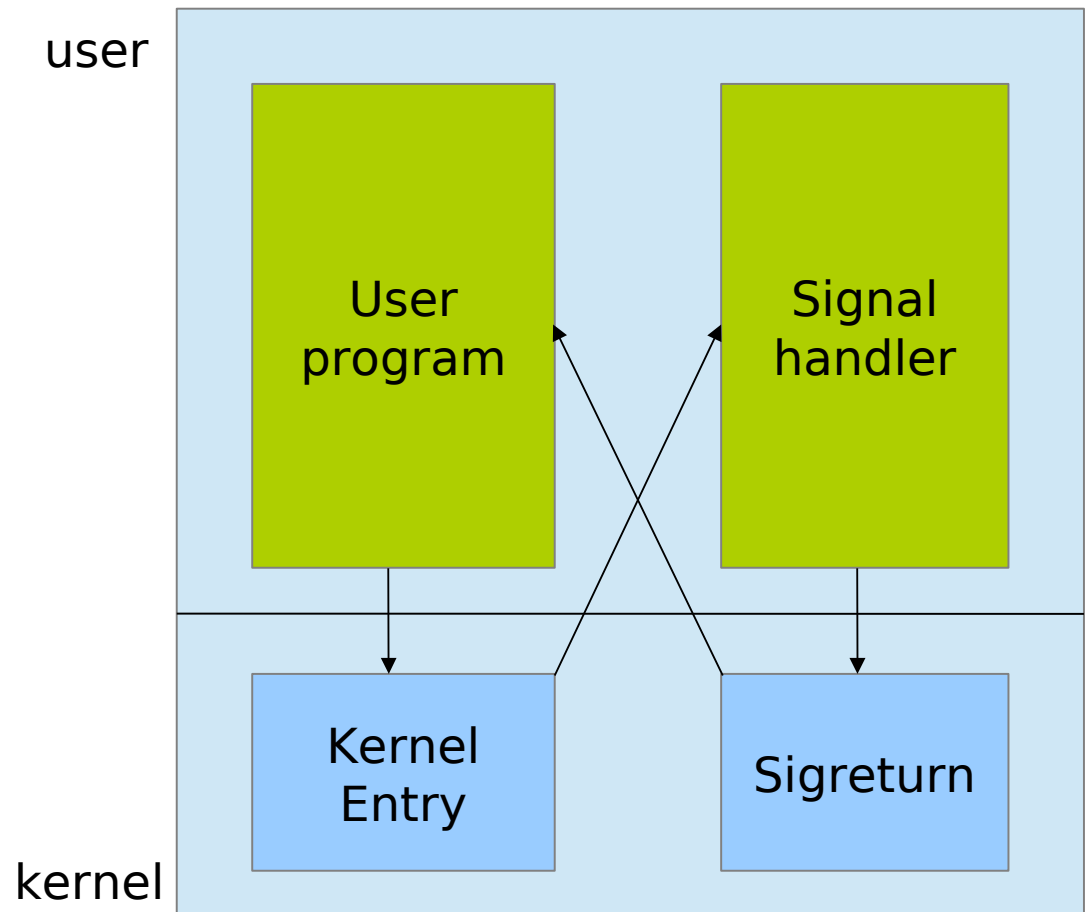 user
User
program
Signal
handler
Kernel
Entry
Sigreturn
kernel